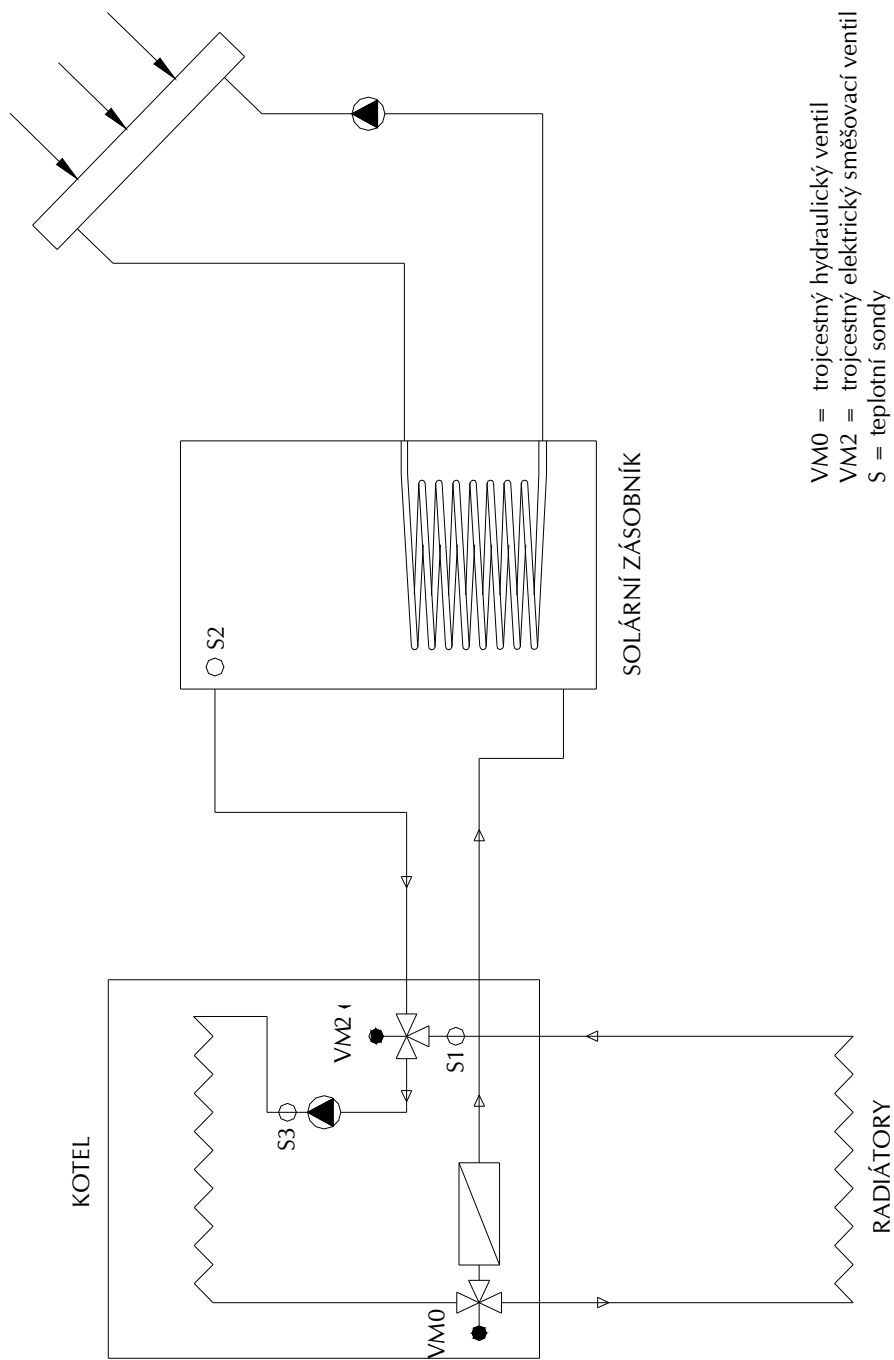 KOTEL
S3
VM2
S1
VM0
RADIÁTORY
S2
SOLÁRNÍ ZÁSOBNÍK
VM0 = trojcestný hydraulický ventil
VM2 = trojcestný elektrický směšovací ventil
S = teplotní sondy